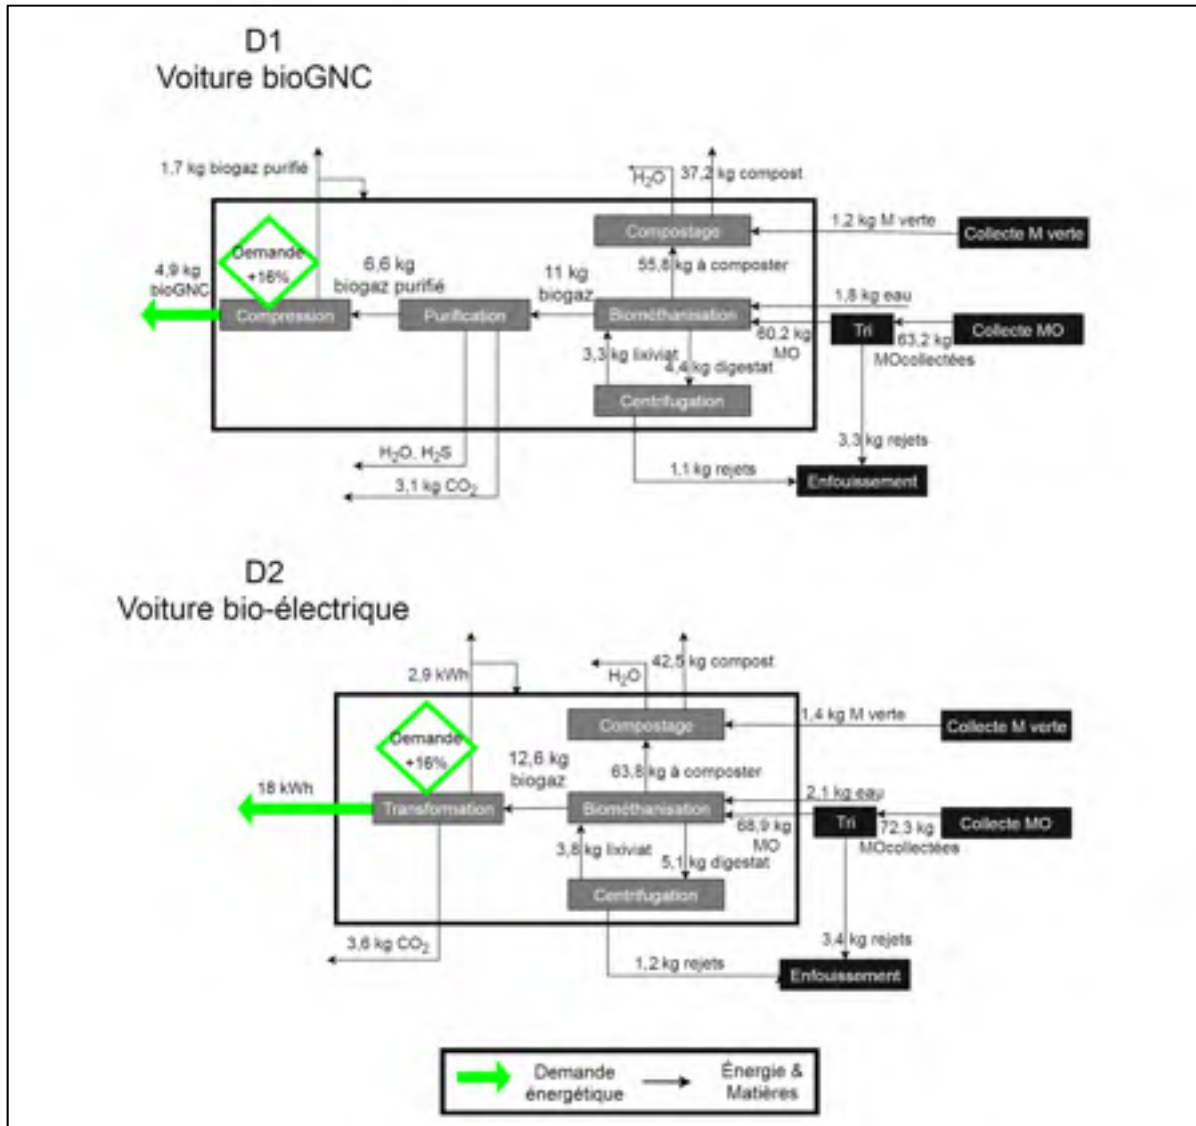 D1
Voiture bioGNC
1,7 kg biogaz purifié
H₂O
37,2 kg compost
Compostage
1,2 kg M verte
Collecte M verte
Demande
+16%
4,9 kg
bioGNC
6,6 kg
biogaz purifié
11 kg
biogaz
55,8 kg à composter
1,8 kg eau
Compression
Purification
Biométhanisation
60,2 kg
MO
Tri
63,2 kg
MOcollectées
Collecte MO
3,3 kg lixiviat
4,4 kg digestat
Centrifugation
3,3 kg rejets
H₂O, H₂S
3,1 kg CO₂
1,1 kg rejets
Enfouissement
D2
Voiture bio-électrique
2,9 kWh
H₂O
42,5 kg compost
Compostage
1,4 kg M verte
Collecte M verte
Demande
+16%
18 kWh
12,6 kg
biogaz
63,8 kg à composter
2,1 kg eau
Transformation
Biométhanisation
68,9 kg
MO
Tri
72,3 kg
MOcollectées
Collecte MO
3,8 kg lixiviat
5,1 kg digestat
Centrifugation
3,4 kg rejets
3,6 kg CO₂
1,2 kg rejets
Enfouissement
Demande
énergétique
Énergie &
Matières